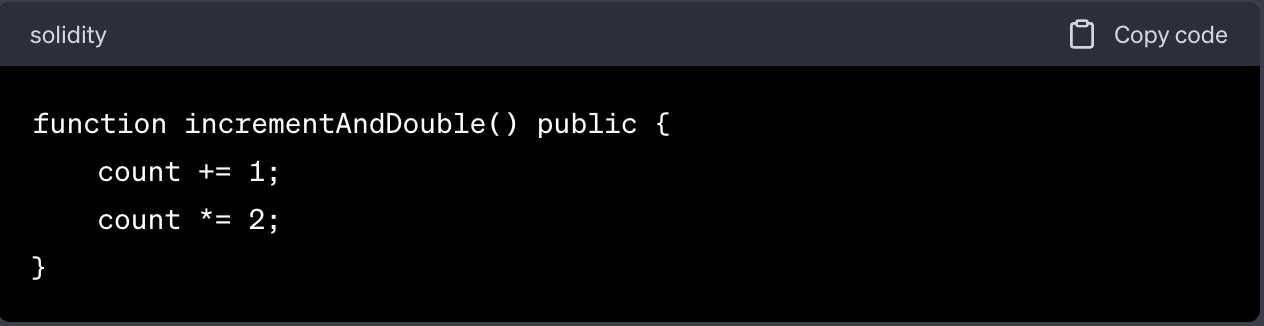 solidity
Copy code
function incrementAndDouble() public {
    count += 1;
    count *= 2;
}